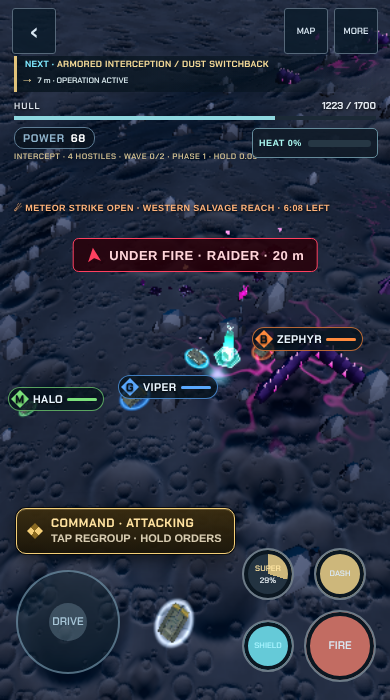 MAP
MORE
NEXT · ARMORED INTERCEPTION / DUST SWITCHBACK
→ 7 m · OPERATION ACTIVE
HULL
1223 / 1700
POWER 68
HEAT 0%
INTERCEPT · 4 HOSTILES · WAVE 0/2 · PHASE 1 · HOLD
METEOR STRIKE OPEN · WESTERN SALVAGE REACH · 6:08 LEFT
UNDER FIRE · RAIDER · 20 m
B ZEPHYR
G VIPER
M HALO
COMMAND · ATTACKING
TAP REGROUP · HOLD ORDERS
SUPER
29%
DASH
DRIVE
SHIELD
FIRE